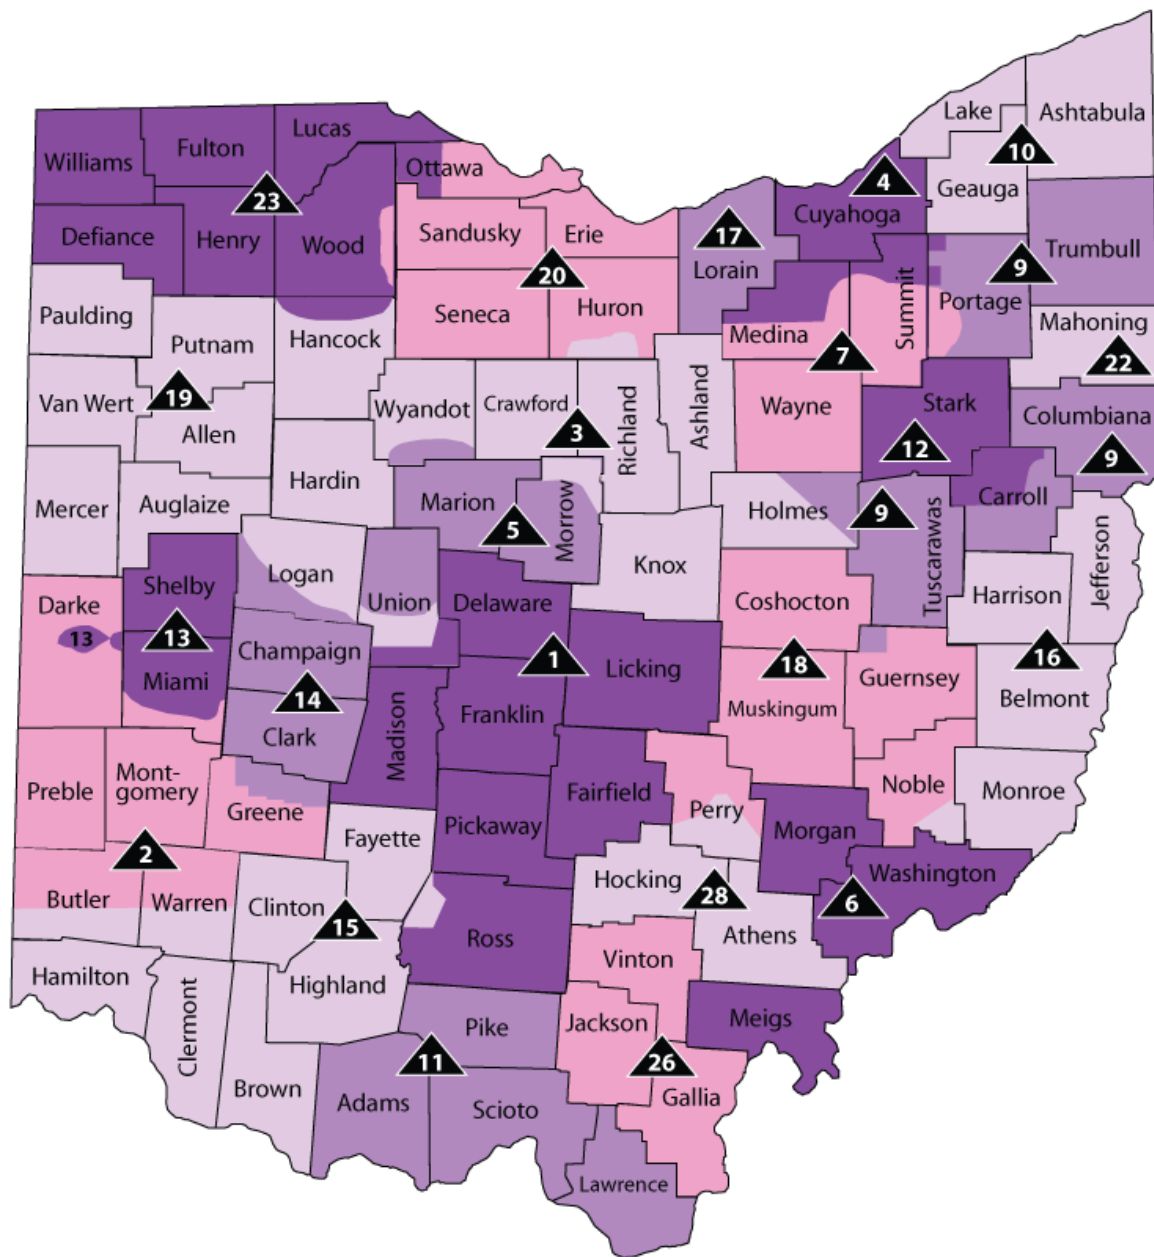 Lake
Ashtabula
Lucas
Fulton
Williams
10
Ottawa
4
Geauga
23
Cuyahoga
17
Defiance
Henry
Wood
Sandusky
Erie
Trumbull
20
Lorain
9
Portage
Summit
Paulding
Seneca
Huron
Mahoning
Hancock
Medina
Putnam
7
22
Van Wert
19
Wyandot
Crawford
Richland
Ashland
Wayne
Stark
Columbiana
Allen
3
12
9
Hardin
Mercer
Auglaize
Marion
Morrow
Holmes
9
Carroll
5
Tuscarawas
Jefferson
Logan
Knox
Shelby
Union
Delaware
Coshocton
Harrison
Darke
13
13
Champaign
1
Licking
18
16
Miami
14
Guernsey
Belmont
Franklin
Muskingum
Clark
Madison
Preble
Mont-
gomery
Greene
Fairfield
Noble
Monroe
Perry
Pickaway
Fayette
Morgan
2
Hocking
28
Washington
Butler
Warren
Clinton
15
6
Ross
Athens
Vinton
Hamilton
Highland
Clermont
Pike
Jackson
Meigs
11
26
Brown
Adams
Scioto
Gallia
Lawrence